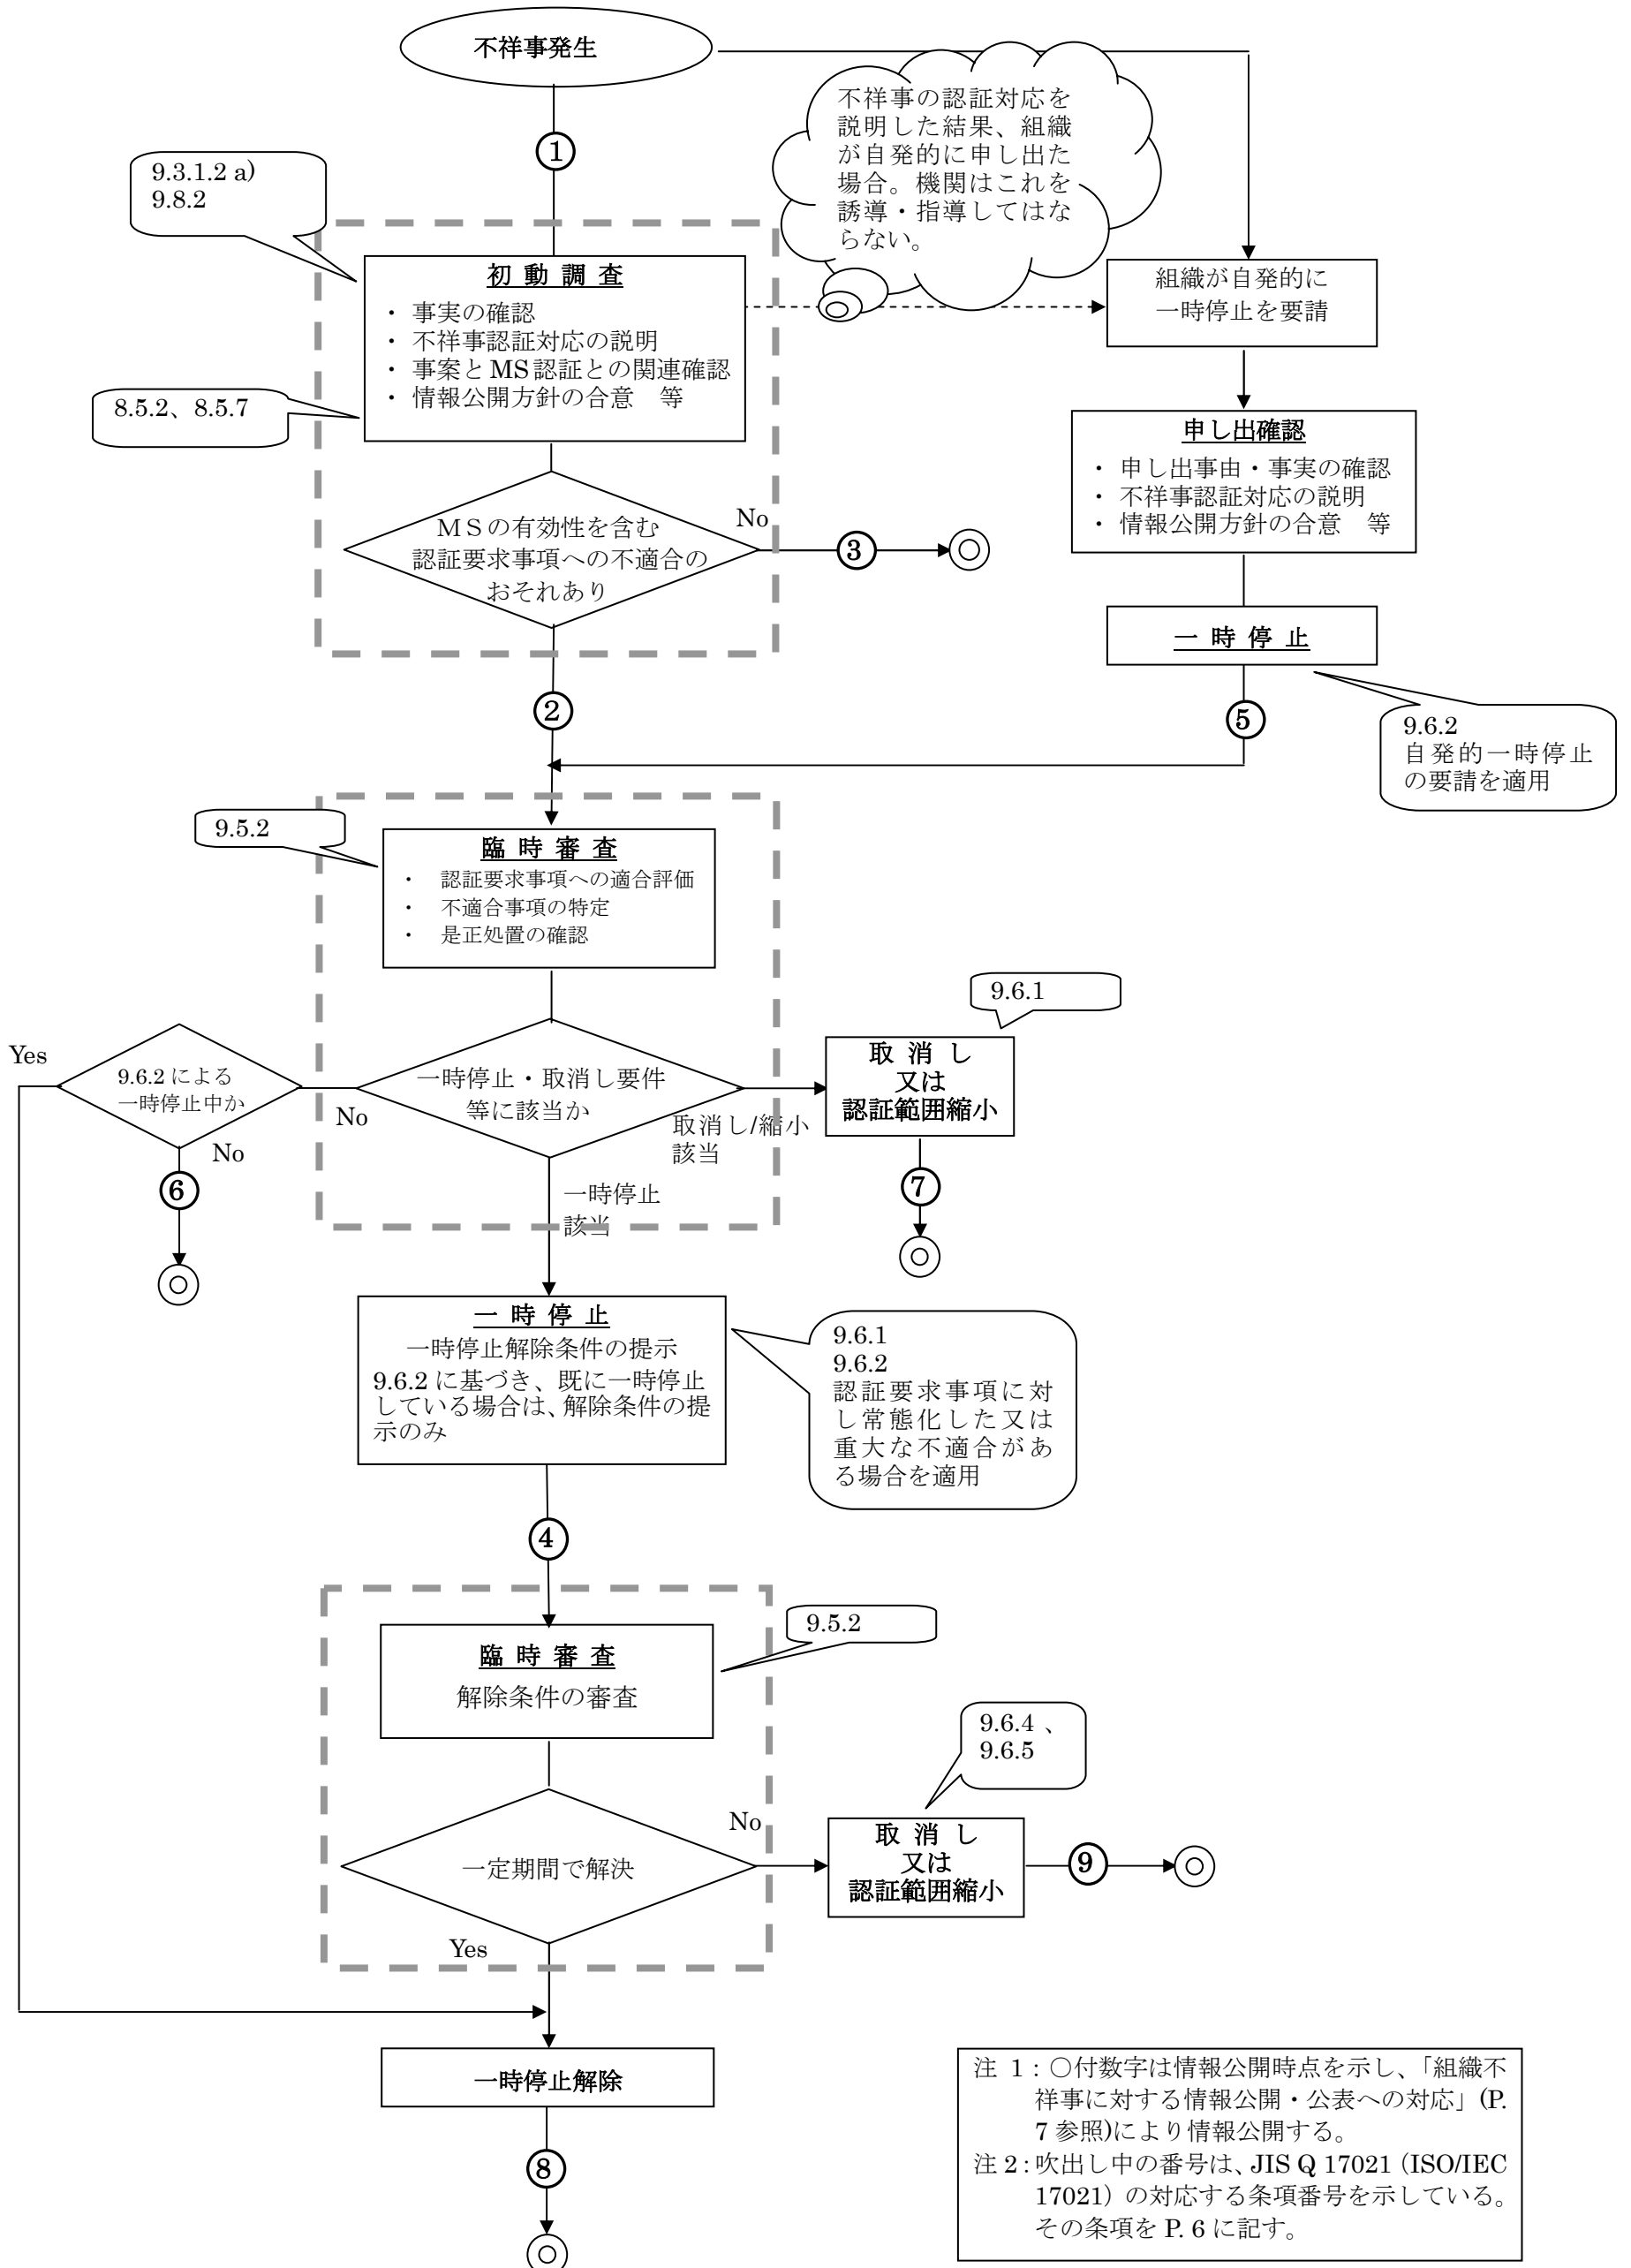 不祥事発生
①
不祥事の認証対応を
説明した結果、組織
が自発的に申し出た
場合。機関はこれを
誘導・指導してはな
らない。
9.3.1.2 a)
9.8.2
初 動 調 査
・ 事実の確認
・ 不祥事認証対応の説明
・ 事案とMS認証との関連確認
・ 情報公開方針の合意　等
8.5.2、8.5.7
組織が自発的に
一時停止を要請
申し出確認
・ 申し出事由・事実の確認
・ 不祥事認証対応の説明
・ 情報公開方針の合意　等
MSの有効性を含む
認証要求事項への不適合の
おそれあり
No
③
一 時 停 止
②
⑤
9.6.2
自発的一時停止
の要請を適用
9.5.2
臨 時 審 査
・ 認証要求事項への適合評価
・ 不適合事項の特定
・ 是正処置の確認
9.6.1
取 消 し
又は
認証範囲縮小
一時停止・取消し要件
等に該当か
Yes
9.6.2 による
一時停止中か
No
No
取消し/縮小
該当
⑥
⑦
一時停止
該当
一 時 停 止
一時停止解除条件の提示
9.6.2 に基づき、既に一時停止
している場合は、解除条件の提
示のみ
9.6.1
9.6.2
認証要求事項に対
し常態化した又は
重大な不適合があ
る場合を適用
④
9.5.2
臨 時 審 査
解除条件の審査
9.6.4 、
9.6.5
一定期間で解決
No
取 消 し
又は
認証範囲縮小
⑨
Yes
一時停止解除
⑧
注 1：〇付数字は情報公開時点を示し、「組織不
祥事に対する情報公開・公表への対応」(P.
7 参照)により情報公開する。
注 2：吹出し中の番号は、JIS Q 17021（ISO/IEC
17021）の対応する条項番号を示している。
その条項を P. 6 に記す。